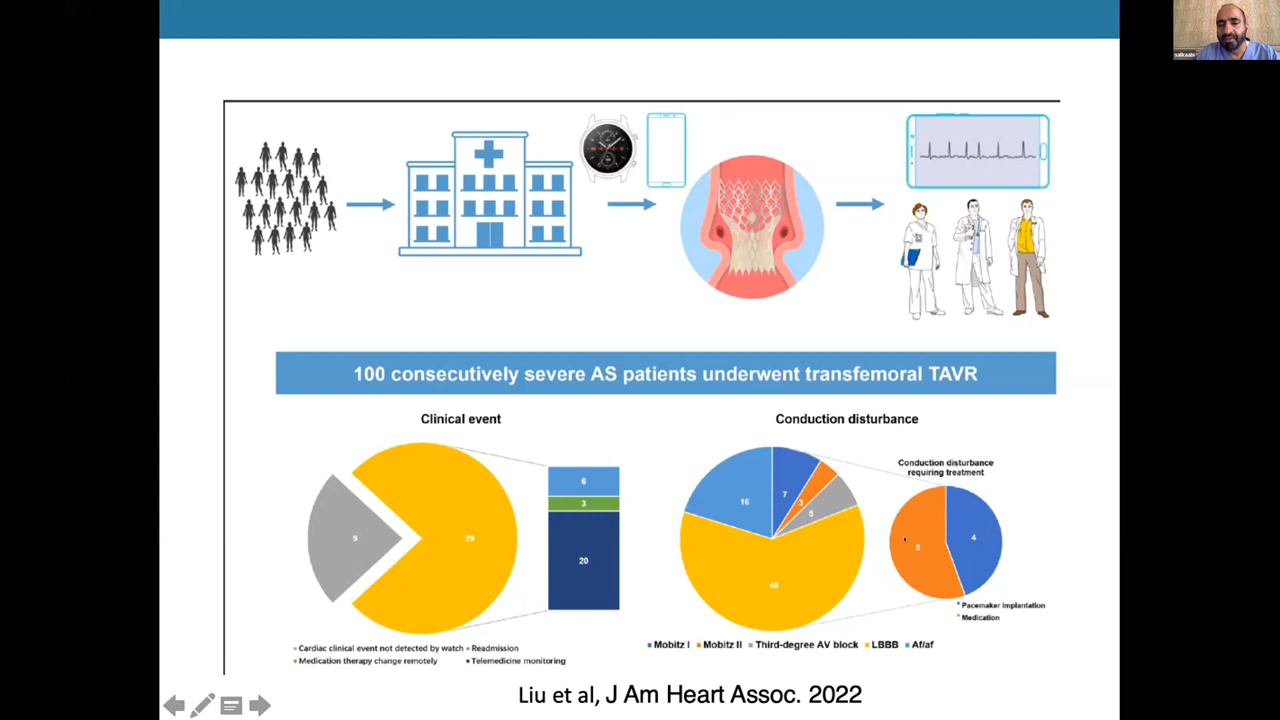 salkaabi
100 consecutively severe AS patients underwent transfemoral TAVR
Clinical event
9
29
6
3
20
Cardiac clinical event not detected by watch
Readmission
Medication therapy change remotely
Telemedicine monitoring
Conduction disturbance
16
7
3
5
48
Conduction disturbance
requiring treatment
5
4
Pacemaker Implantation
Medication
Mobitz I
Mobitz II
Third-degree AV block
LBBB
Af/af
Liu et al, J Am Heart Assoc. 2022